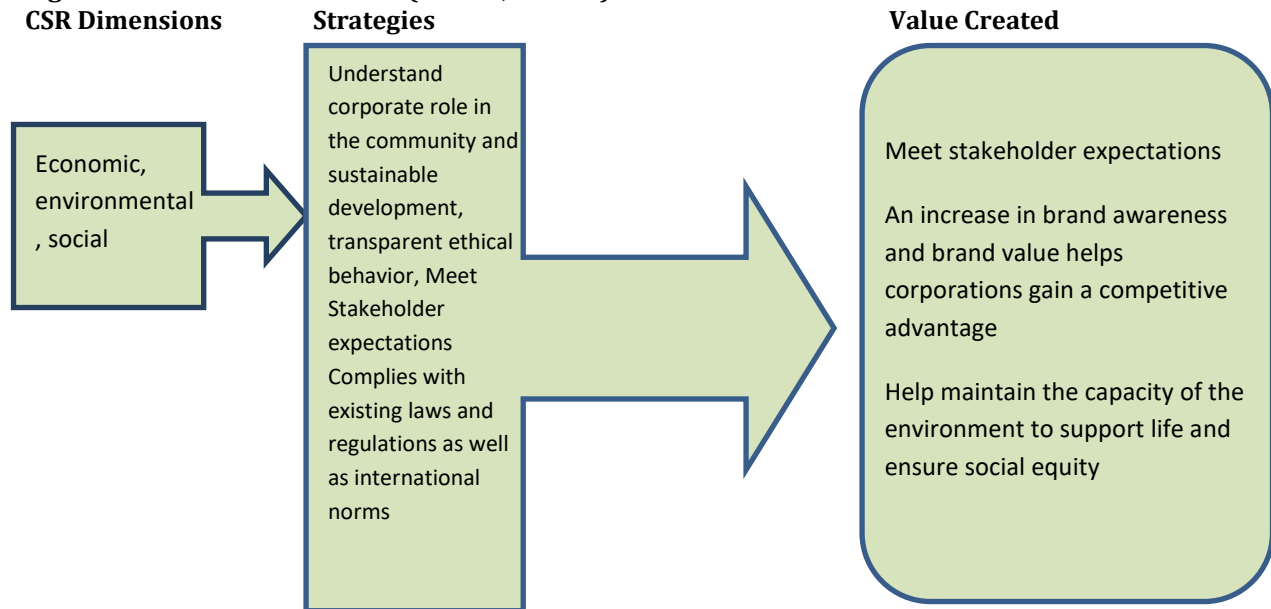 CSR Dimensions
Strategies
Value Created
Economic,
environmental
, social
Understand
corporate role in
the community and
sustainable
development,
transparent ethical
behavior, Meet
Stakeholder
expectations
Complies with
existing laws and
regulations as well
as international
norms
Meet stakeholder expectations
An increase in brand awareness
and brand value helps
corporations gain a competitive
advantage
Help maintain the capacity of the
environment to support life and
ensure social equity